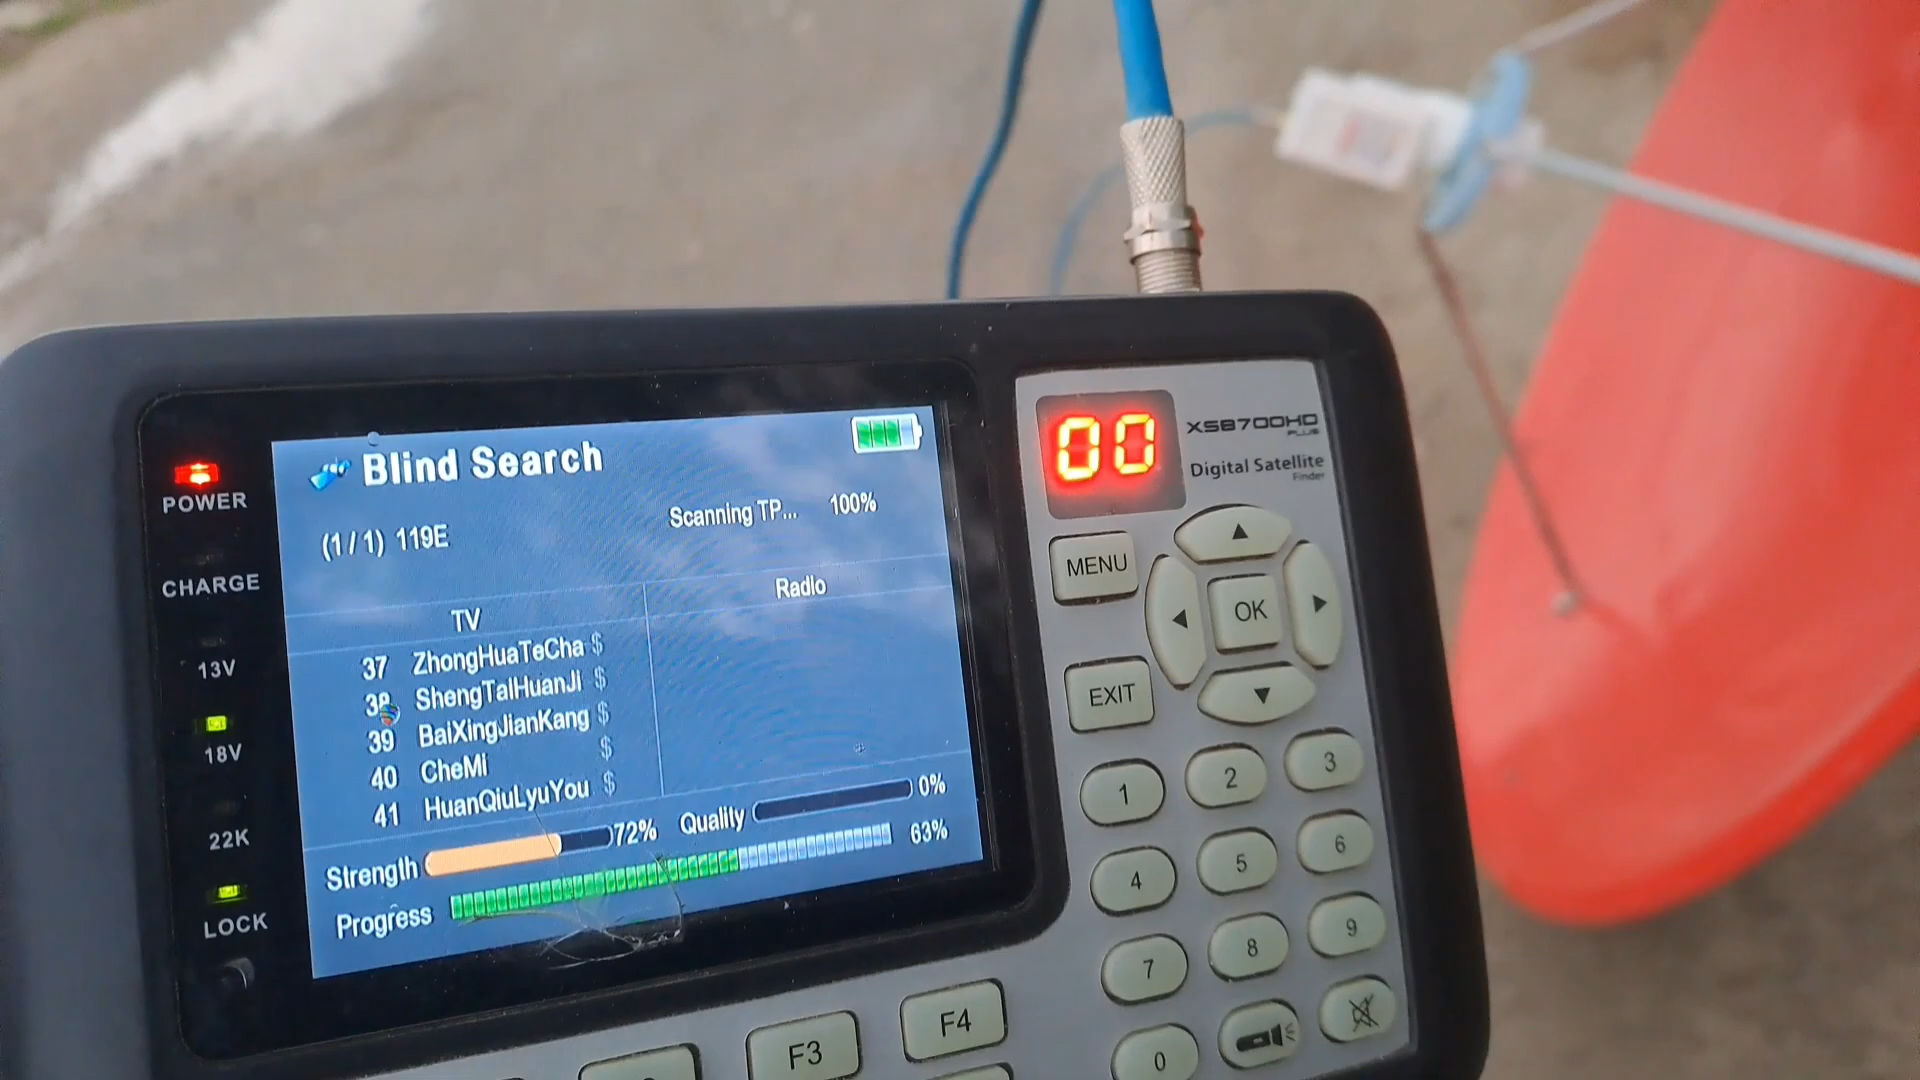 Blind Search
(1/1) 119E
Scanning TP... 100%
TV
Radio
37 ZhongHuaTeCha $
38 ShengTaiHuanJi $
39 BaiXingJianKang $
40 CheMi $
41 HuanQiuLyuYou $
Strength 72% Quality 0%
Progress 63%
POWER
CHARGE
13V
18V
22K
LOCK
00
XS8700HD
PLUS
Digital Satellite
Finder
MENU
OK
EXIT
1 2 3
4 5 6
7 8 9
0
F3
F4